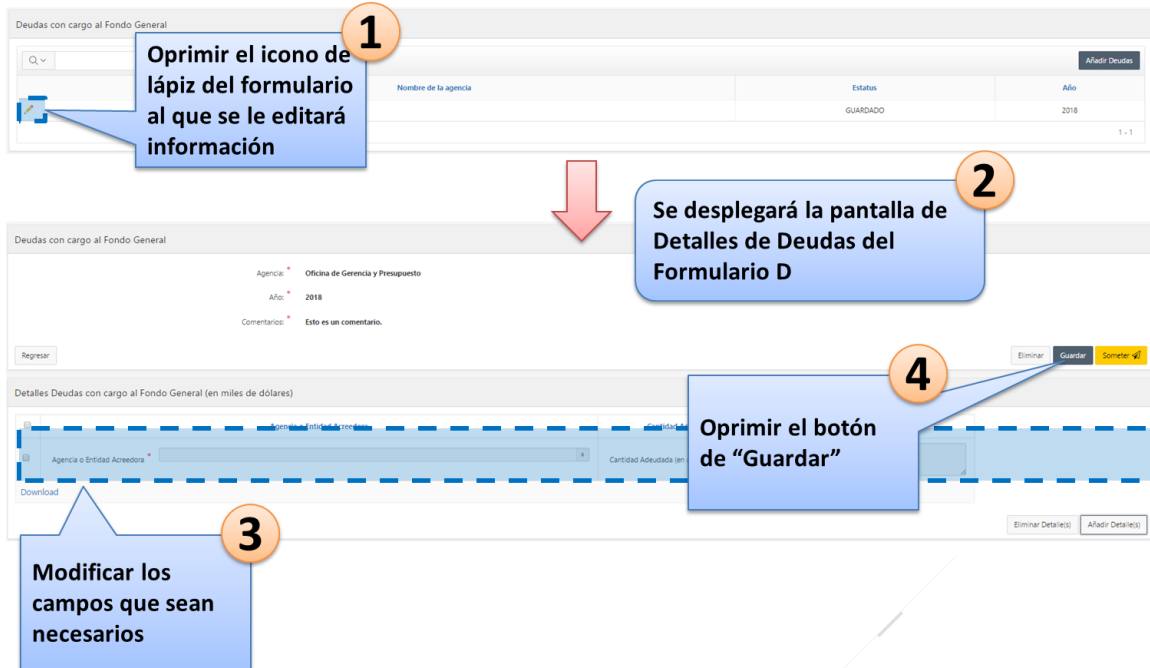 Deudas con cargo al Fondo General
1
Oprimir el icono de
lápiz del formulario
al que se le editará
información
Añadir Deudas
Nombre de la agencia Estatus Año
GUARDADO 2018
1 - 1
2
Se desplegará la pantalla de
Detalles de Deudas del
Formulario D
Deudas con cargo al Fondo General
Agencia: * Oficina de Gerencia y Presupuesto
Año: * 2018
Comentarios: * Esto es un comentario.
Regresar Eliminar Guardar Someter
4
Oprimir el botón
de “Guardar”
Detalles Deudas con cargo al Fondo General (en miles de dólares)
Agencia o Entidad Acreedora Cantidad
Agencia o Entidad Acreedora * Cantidad Adeudada (en
Download
Eliminar Detalle(s) Añadir Detalle(s)
3
Modificar los
campos que sean
necesarios